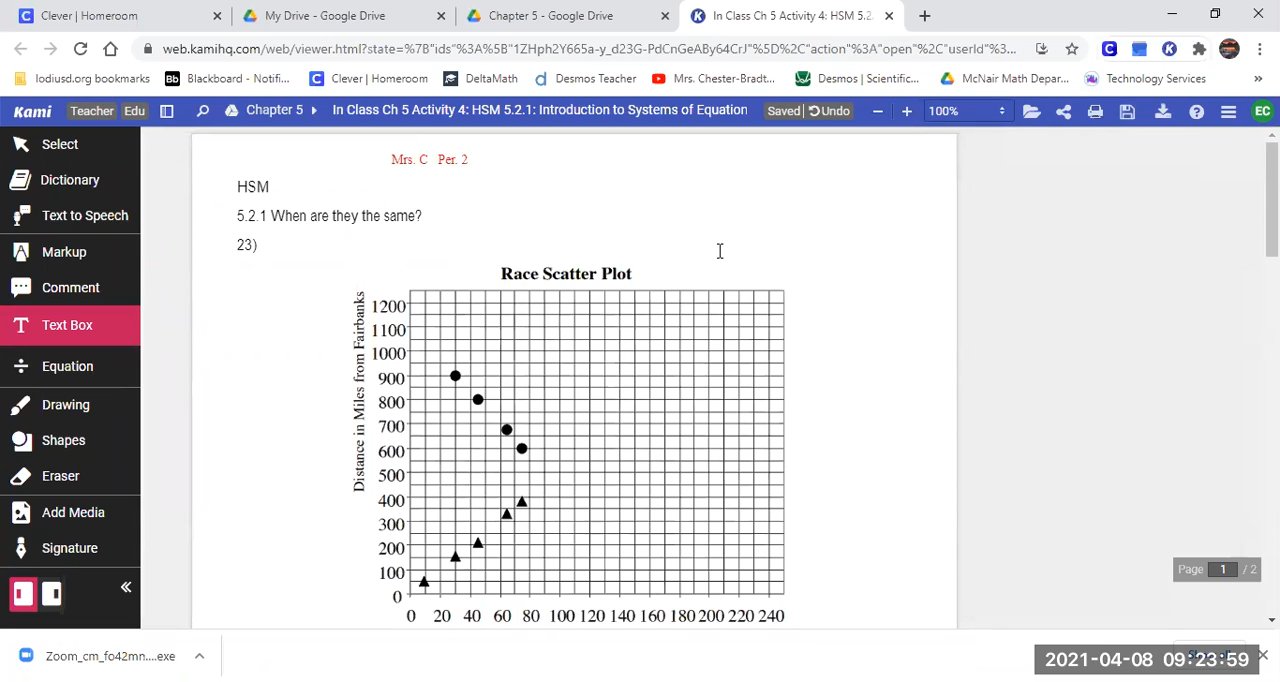 Clever | Homeroom
My Drive - Google Drive
Chapter 5 - Google Drive
In Class Ch 5 Activity 4: HSM 5.2.
web.kamihq.com/web/viewer.html?state=%7B"ids"%3A%5B"1ZHph2Y665a-y_d23G-PdCnGeABy64CrJ"%5D%2C"action"%3A"open"%2C"userId"%3...
lodiusd.org bookmarks
Blackboard - Notifi...
Clever | Homeroom
DeltaMath
Desmos Teacher
Mrs. Chester-Bradt...
Desmos | Scientific...
McNair Math Depar...
Technology Services
»
Kami
Teacher
Edu
Chapter 5
In Class Ch 5 Activity 4: HSM 5.2.1: Introduction to Systems of Equation
Saved
Undo
100%
EC
Select
Dictionary
Text to Speech
Markup
Comment
Text Box
Equation
Drawing
Shapes
Eraser
Add Media
Signature
Mrs. C Per. 2
HSM
5.2.1 When are they the same?
23)
Race Scatter Plot
Distance in Miles from Fairbanks
1200
1100
1000
900
800
700
600
500
400
300
200
100
0
0 20 40 60 80 100 120 140 160 180 200 220 240
Page 1 / 2
Zoom_cm_fo42mn....exe
2021-04-08 09:23:59